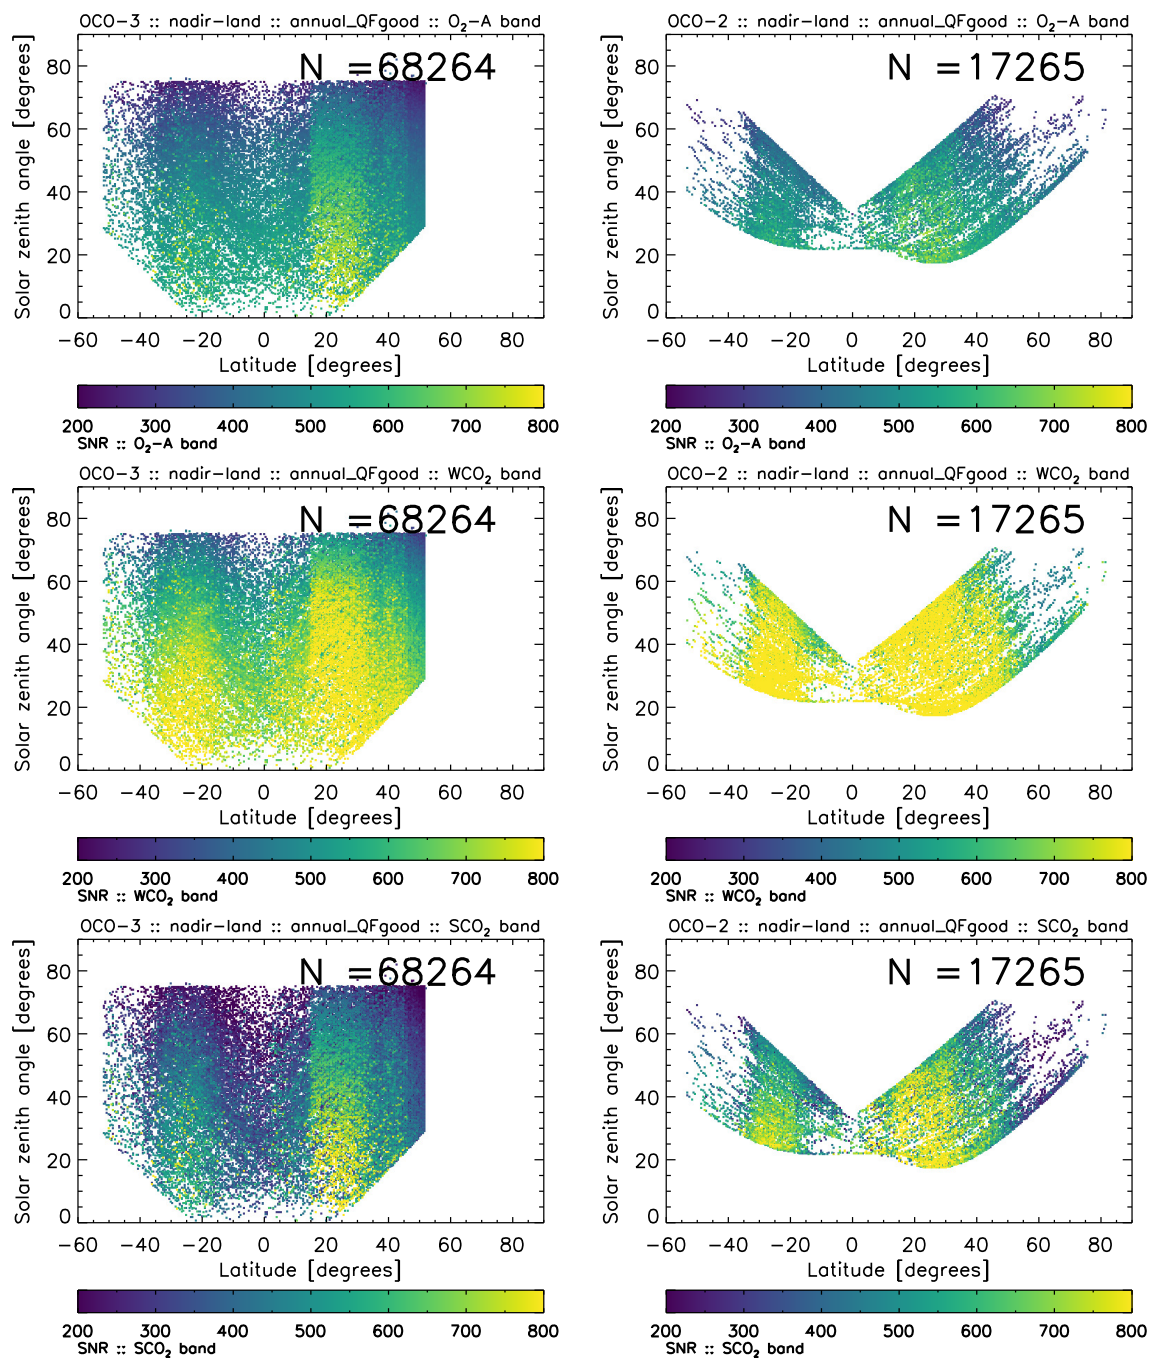 OCO-3 :: nadir-land :: annual_QFgood :: O₂-A band
N =68264
Solar zenith angle [degrees]
80
60
40
20
0
-60 -40 -20 0 20 40 60 80
Latitude [degrees]
200 300 400 500 600 700 800
SNR :: O₂-A band
OCO-2 :: nadir-land :: annual_QFgood :: O₂-A band
N =17265
Solar zenith angle [degrees]
80
60
40
20
0
-60 -40 -20 0 20 40 60 80
Latitude [degrees]
200 300 400 500 600 700 800
SNR :: O₂-A band
OCO-3 :: nadir-land :: annual_QFgood :: WCO₂ band
N =68264
Solar zenith angle [degrees]
80
60
40
20
0
-60 -40 -20 0 20 40 60 80
Latitude [degrees]
200 300 400 500 600 700 800
SNR :: WCO₂ band
OCO-2 :: nadir-land :: annual_QFgood :: WCO₂ band
N =17265
Solar zenith angle [degrees]
80
60
40
20
0
-60 -40 -20 0 20 40 60 80
Latitude [degrees]
200 300 400 500 600 700 800
SNR :: WCO₂ band
OCO-3 :: nadir-land :: annual_QFgood :: SCO₂ band
N =68264
Solar zenith angle [degrees]
80
60
40
20
0
-60 -40 -20 0 20 40 60 80
Latitude [degrees]
200 300 400 500 600 700 800
SNR :: SCO₂ band
OCO-2 :: nadir-land :: annual_QFgood :: SCO₂ band
N =17265
Solar zenith angle [degrees]
80
60
40
20
0
-60 -40 -20 0 20 40 60 80
Latitude [degrees]
200 300 400 500 600 700 800
SNR :: SCO₂ band